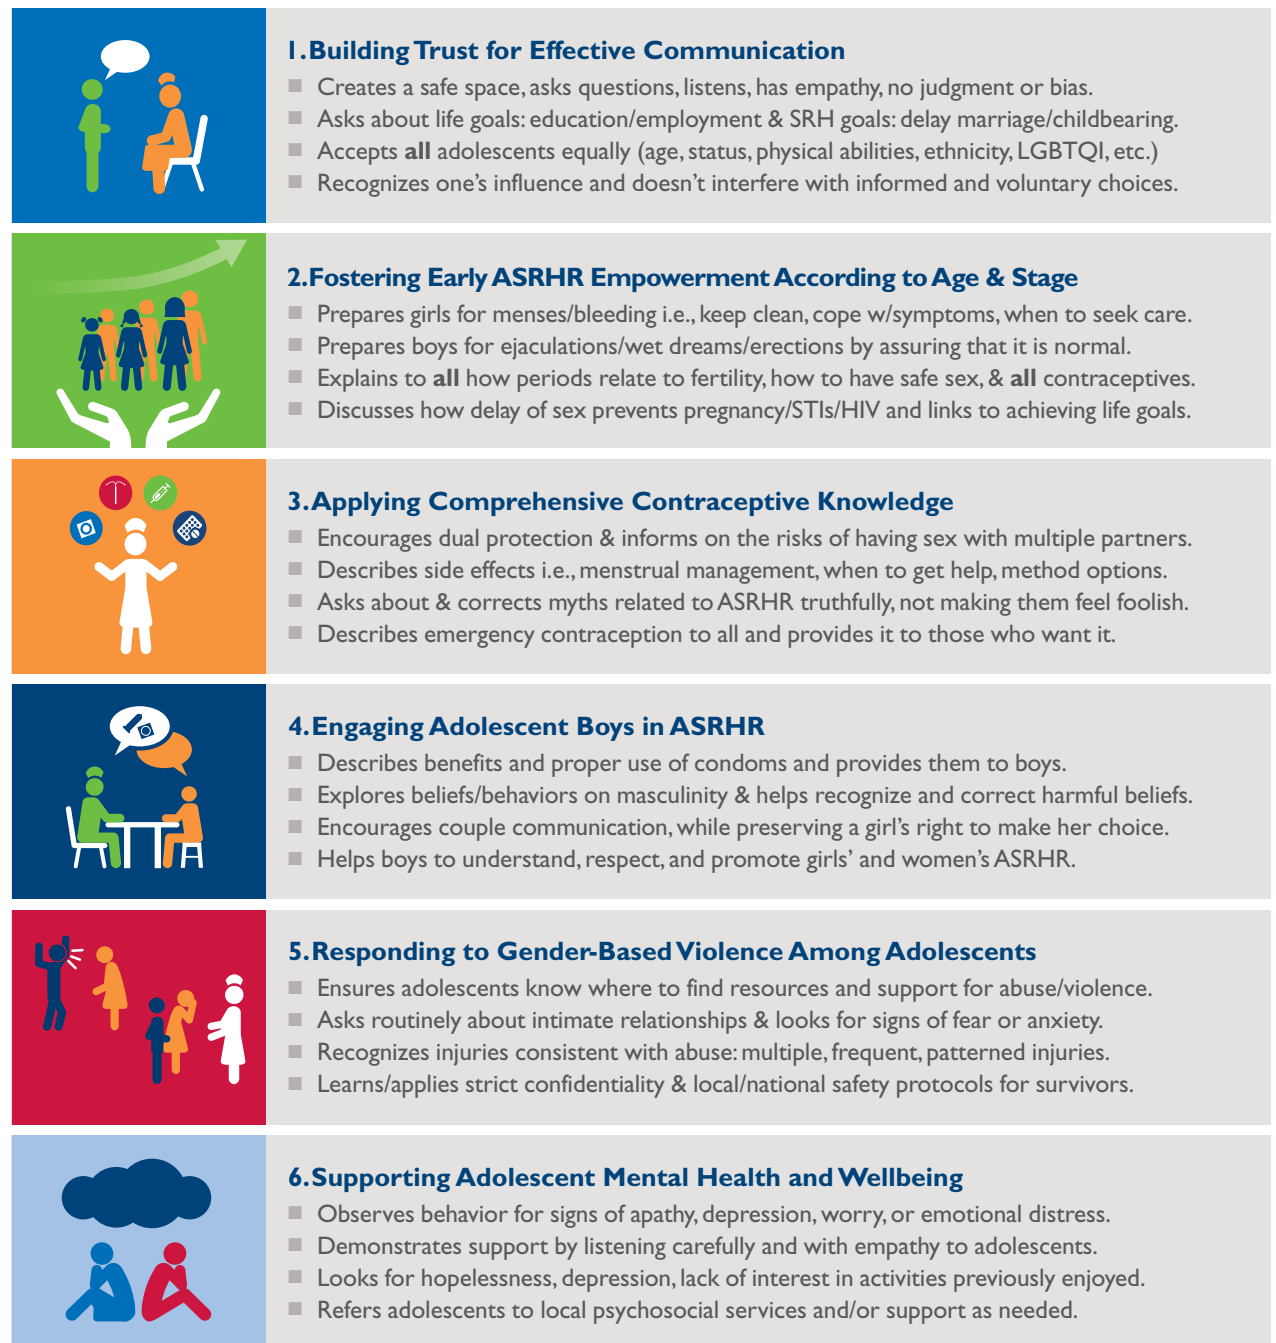 1.Building Trust for Effective Communication
■ Creates a safe space, asks questions, listens, has empathy, no judgment or bias.
■ Asks about life goals: education/employment & SRH goals: delay marriage/childbearing.
■ Accepts all adolescents equally (age, status, physical abilities, ethnicity, LGBTQI, etc.)
■ Recognizes one's influence and doesn't interfere with informed and voluntary choices.
2.Fostering Early ASRHR Empowerment According to Age & Stage
■ Prepares girls for menses/bleeding i.e., keep clean, cope w/symptoms, when to seek care.
■ Prepares boys for ejaculations/wet dreams/erections by assuring that it is normal.
■ Explains to all how periods relate to fertility, how to have safe sex, & all contraceptives.
■ Discusses how delay of sex prevents pregnancy/STIs/HIV and links to achieving life goals.
3.Applying Comprehensive Contraceptive Knowledge
■ Encourages dual protection & informs on the risks of having sex with multiple partners.
■ Describes side effects i.e., menstrual management, when to get help, method options.
■ Asks about & corrects myths related to ASRHR truthfully, not making them feel foolish.
■ Describes emergency contraception to all and provides it to those who want it.
4.Engaging Adolescent Boys in ASRHR
■ Describes benefits and proper use of condoms and provides them to boys.
■ Explores beliefs/behaviors on masculinity & helps recognize and correct harmful beliefs.
■ Encourages couple communication, while preserving a girl's right to make her choice.
■ Helps boys to understand, respect, and promote girls' and women's ASRHR.
5.Responding to Gender-Based Violence Among Adolescents
■ Ensures adolescents know where to find resources and support for abuse/violence.
■ Asks routinely about intimate relationships & looks for signs of fear or anxiety.
■ Recognizes injuries consistent with abuse: multiple, frequent, patterned injuries.
■ Learns/applies strict confidentiality & local/national safety protocols for survivors.
6.Supporting Adolescent Mental Health and Wellbeing
■ Observes behavior for signs of apathy, depression, worry, or emotional distress.
■ Demonstrates support by listening carefully and with empathy to adolescents.
■ Looks for hopelessness, depression, lack of interest in activities previously enjoyed.
■ Refers adolescents to local psychosocial services and/or support as needed.